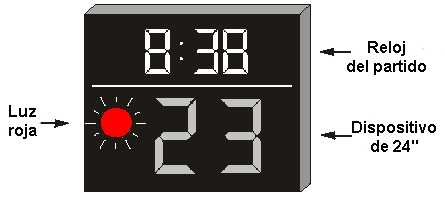 8:38
Reloj
del partido
Luz
roja
23
Dispositivo
de 24"